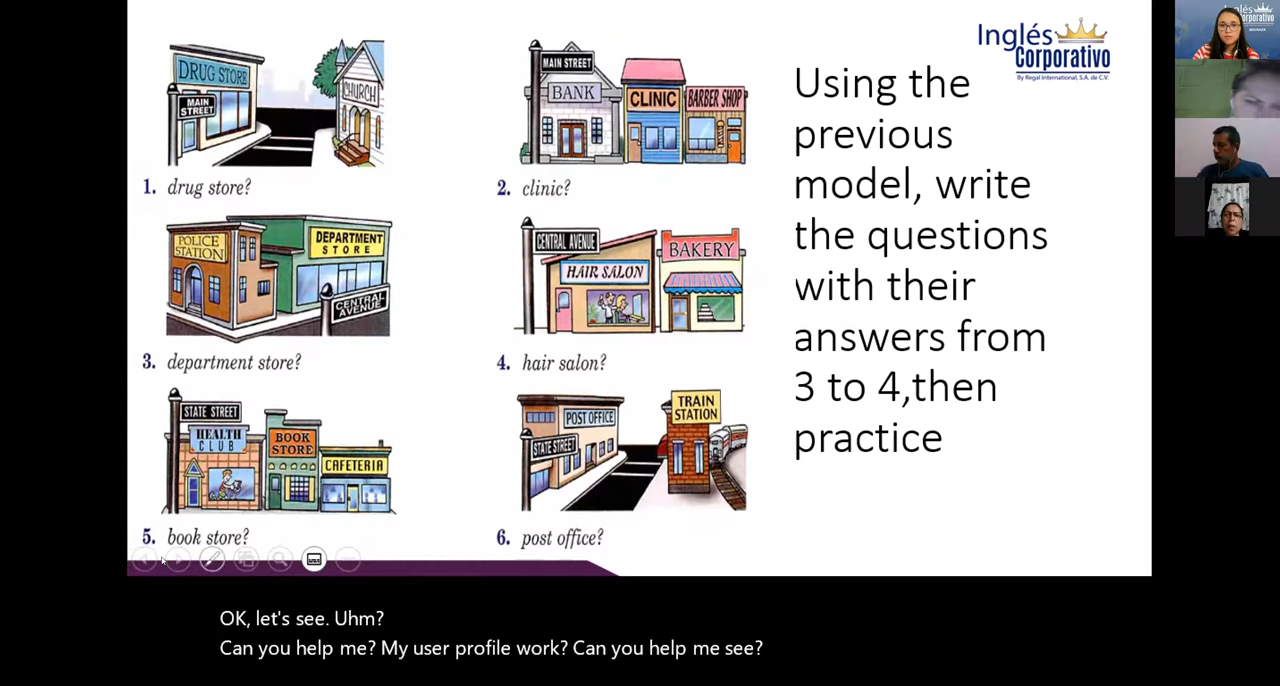 Inglés
Corporativo
By Regal International, S.A. de C.V.
DRUG STORE
MAIN
STREET
CHURCH
1. drug store?
MAIN STREET
BANK
CLINIC
BARBER SHOP
2. clinic?
POLICE
STATION
DEPARTMENT
STORE
CENTRAL
AVENUE
3. department store?
CENTRAL AVENUE
HAIR SALON
BAKERY
4. hair salon?
STATE STREET
HEALTH
CLUB
BOOK
STORE
CAFETERIA
5. book store?
POST OFFICE
STATE STREET
TRAIN
STATION
6. post office?
Using the
previous
model, write
the questions
with their
answers from
3 to 4,then
practice
OK, let's see. Uhm?
Can you help me? My user profile work? Can you help me see?